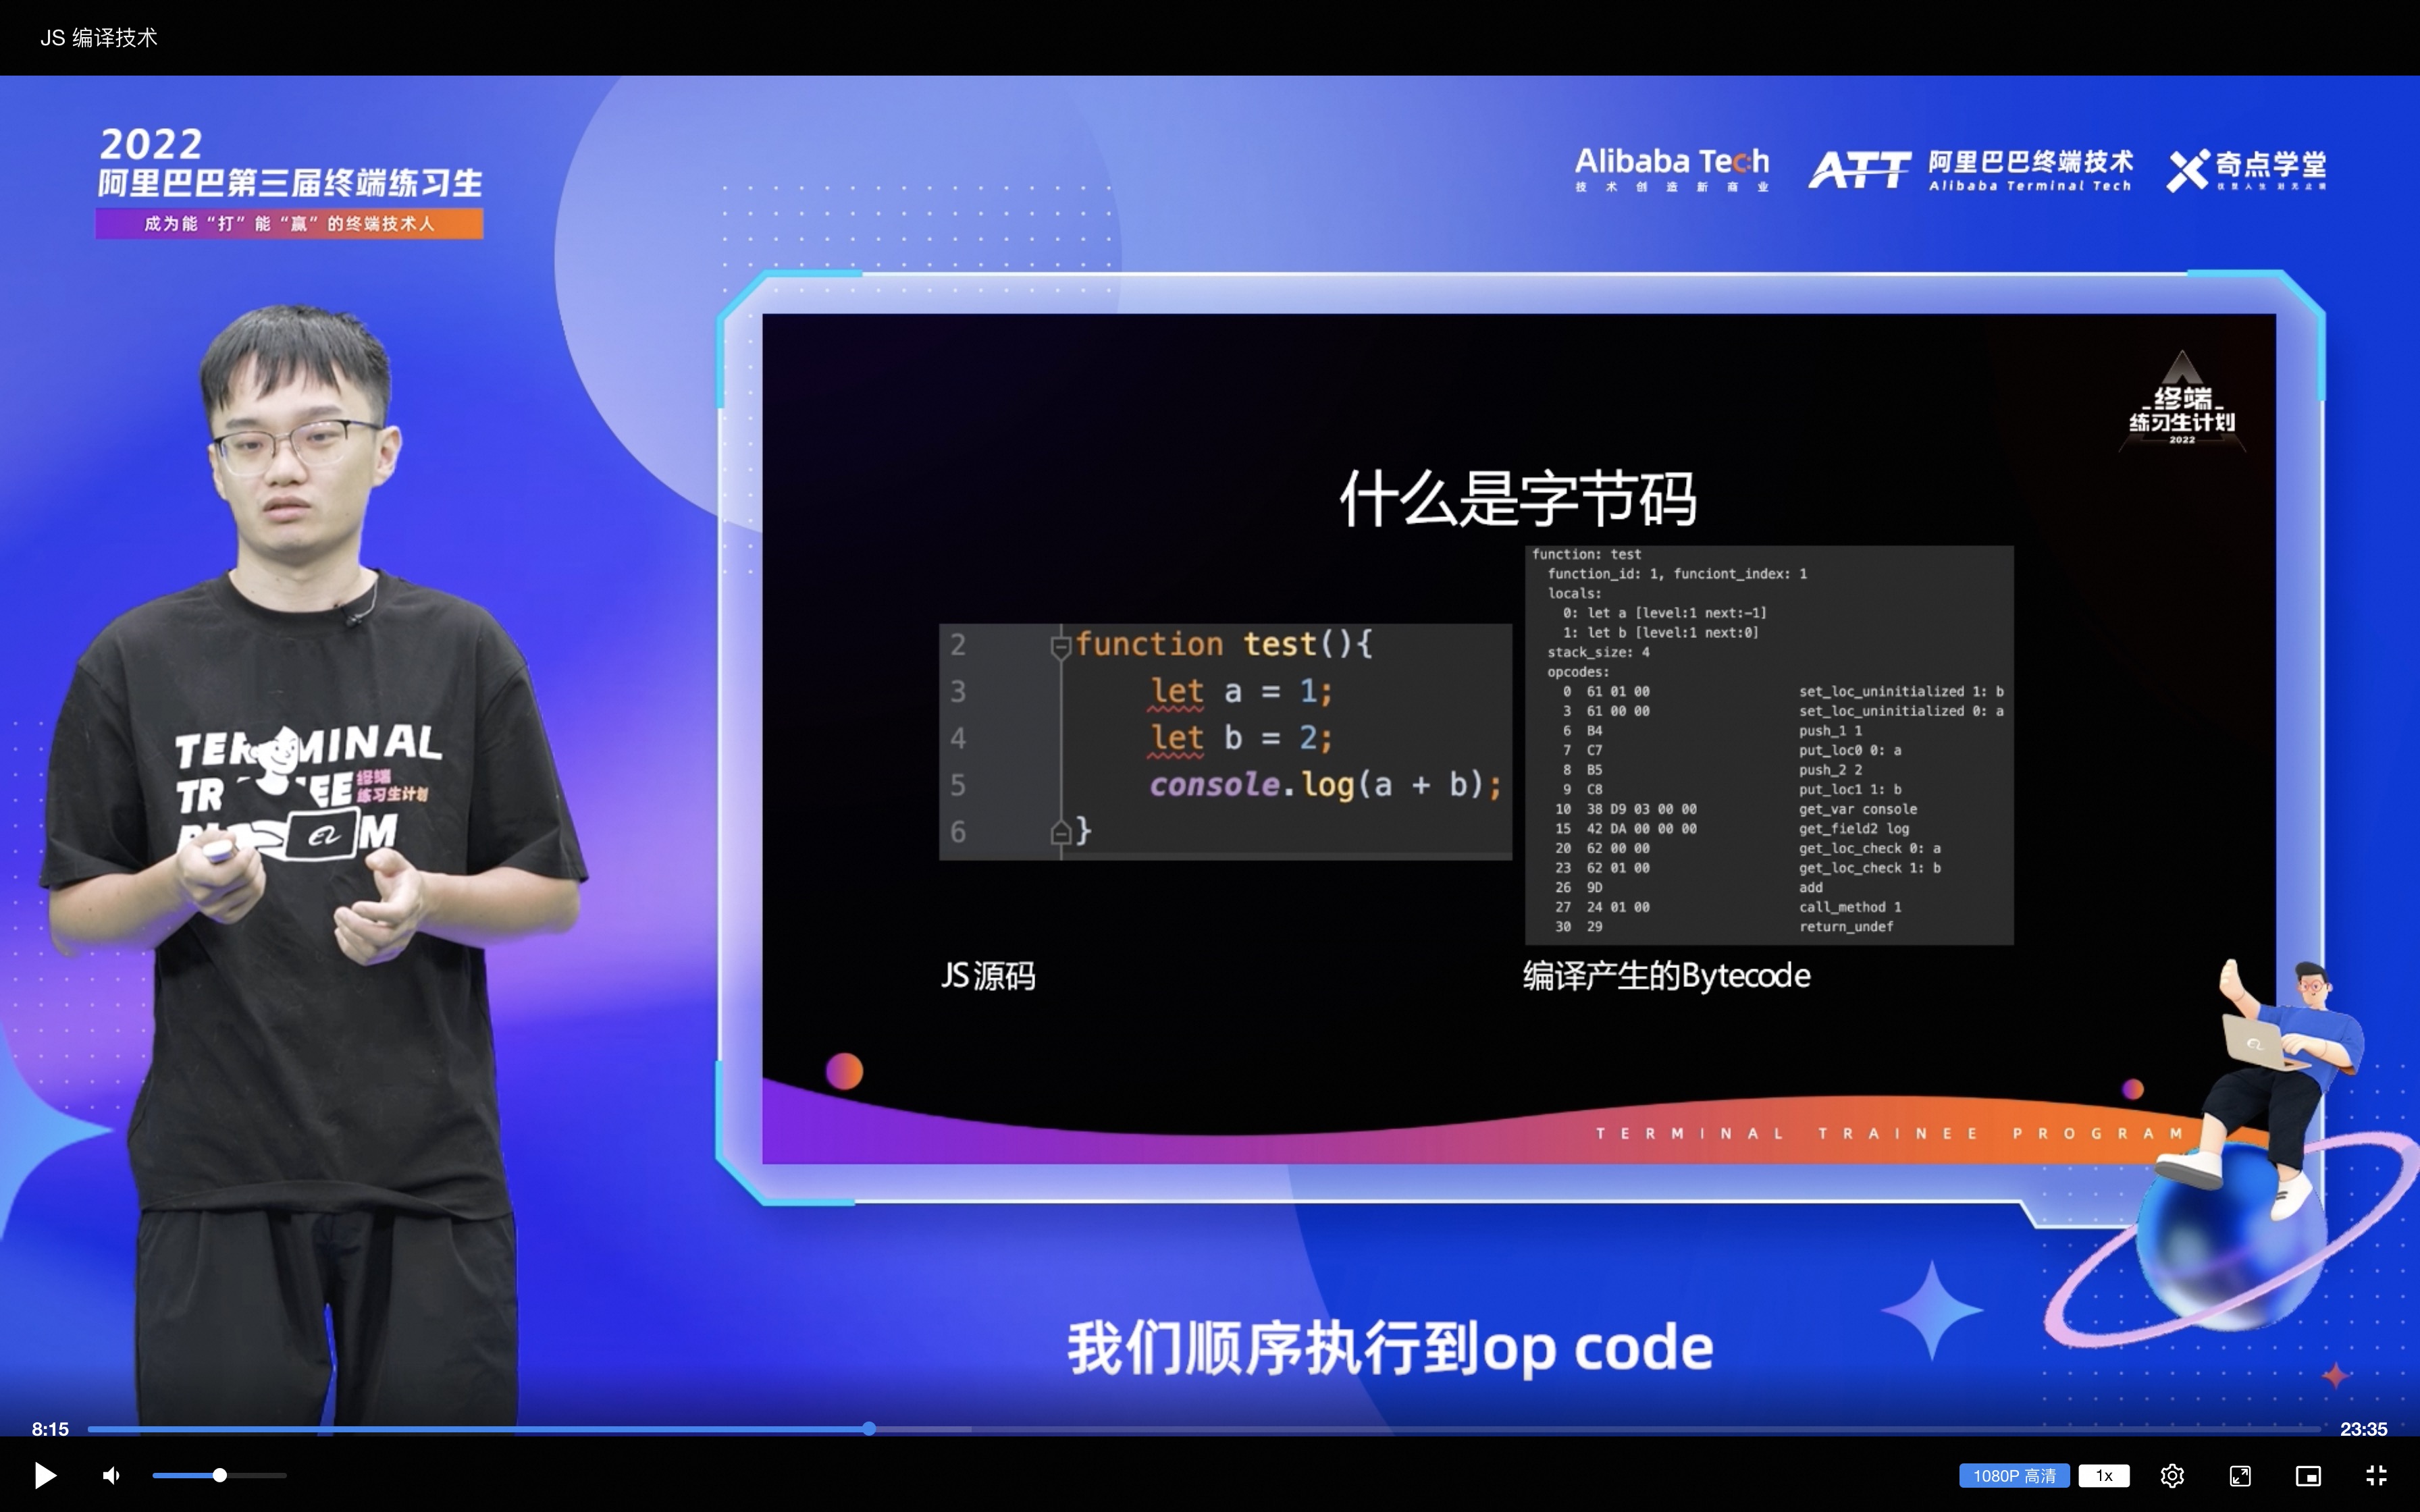 JS 编译技术
2022
阿里巴巴第三届终端练习生
成为能 “打” 能 “赢” 的终端技术人
Alibaba Tech
技术创造新商业
ATT 阿里巴巴终端技术
Alibaba Terminal Tech
奇点学堂
终端
练习生计划
2022
什么是字节码
2 function test(){
3 let a = 1;
4 let b = 2;
5 console.log(a + b);
6 }
JS源码
function: test
function_id: 1, funciont_index: 1
locals:
0: let a [level:1 next:-1]
1: let b [level:1 next:0]
stack_size: 4
opcodes:
0 61 01 00 set_loc_uninitialized 1: b
3 61 00 00 set_loc_uninitialized 0: a
6 B4 push_1 1
7 C7 put_loc0 0: a
8 B5 push_2 2
9 C8 put_loc1 1: b
10 38 D9 03 00 00 get_var console
15 42 DA 00 00 00 get_field2 log
20 62 00 00 get_loc_check 0: a
23 62 01 00 get_loc_check 1: b
26 9D add
27 24 01 00 call_method 1
30 29 return_undef
编译产生的Bytecode
TERMINAL
TR EE 终端
练习生计划
M
TERMINAL TRAINEE PROGRAM
我们顺序执行到op code
8:15
23:35
1080P 高清
1x